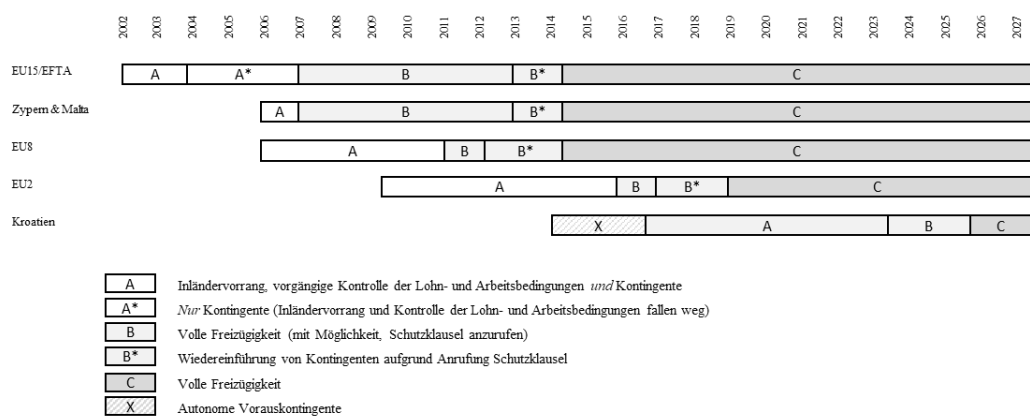 2002 2003 2004 2005 2006 2007 2008 2009 2010 2011 2012 2013 2014 2015 2016 2017 2018 2019 2020 2021 2022 2023 2024 2025 2026 2027
EU15/EFTA A A* B B* C
Zypern & Malta A B B* C
EU8 A B B* C
EU2 A B B* C
Kroatien X A B C
A Inländervorrang, vorgängige Kontrolle der Lohn- und Arbeitsbedingungen und Kontingente
A* Nur Kontingente (Inländervorrang und Kontrolle der Lohn- und Arbeitsbedingungen fallen weg)
B Volle Freizügigkeit (mit Möglichkeit, Schutzklausel anzurufen)
B* Wiedereinführung von Kontingenten aufgrund Anrufung Schutzklausel
C Volle Freizügigkeit
X Autonome Vorauskontingente